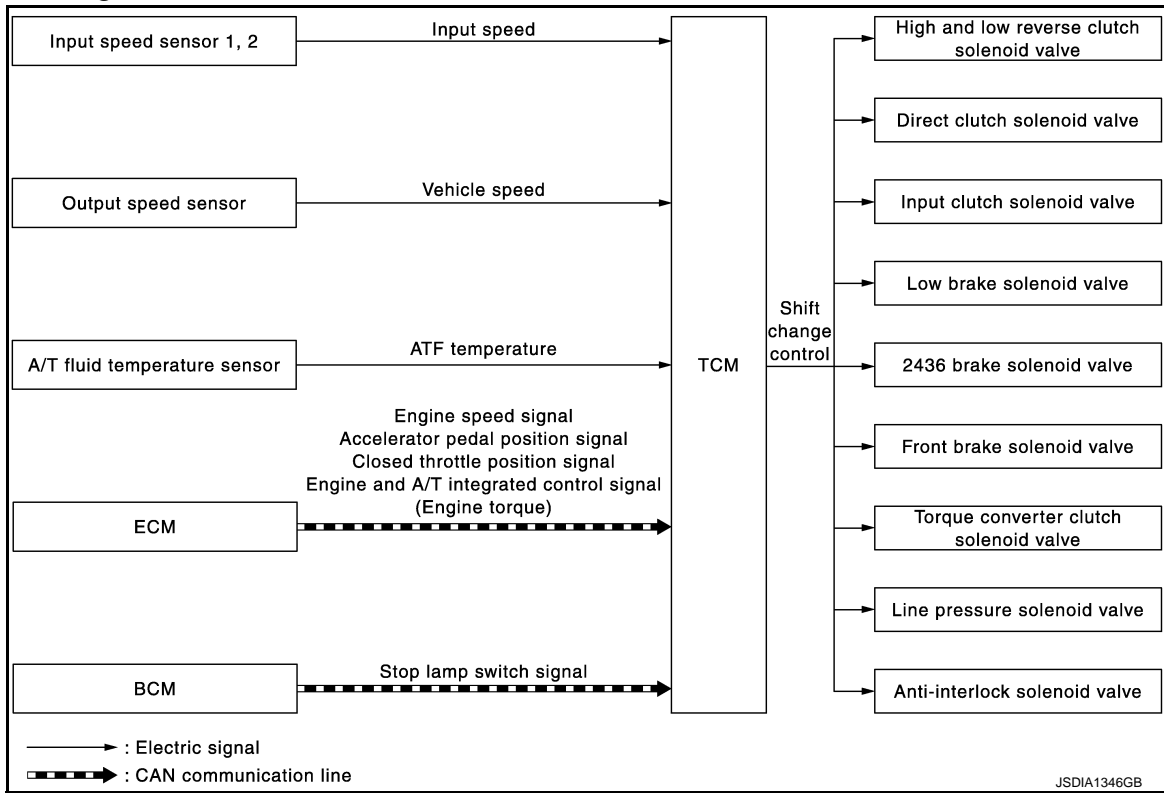 Input speed sensor 1, 2
Input speed
Output speed sensor
Vehicle speed
A/T fluid temperature sensor
ATF temperature
Engine speed signal
Accelerator pedal position signal
Closed throttle position signal
Engine and A/T integrated control signal
(Engine torque)
ECM
Stop lamp switch signal
BCM
TCM
Shift
change
control
High and low reverse clutch
solenoid valve
Direct clutch solenoid valve
Input clutch solenoid valve
Low brake solenoid valve
2436 brake solenoid valve
Front brake solenoid valve
Torque converter clutch
solenoid valve
Line pressure solenoid valve
Anti-interlock solenoid valve
: Electric signal
: CAN communication line
JSDIA1346GB